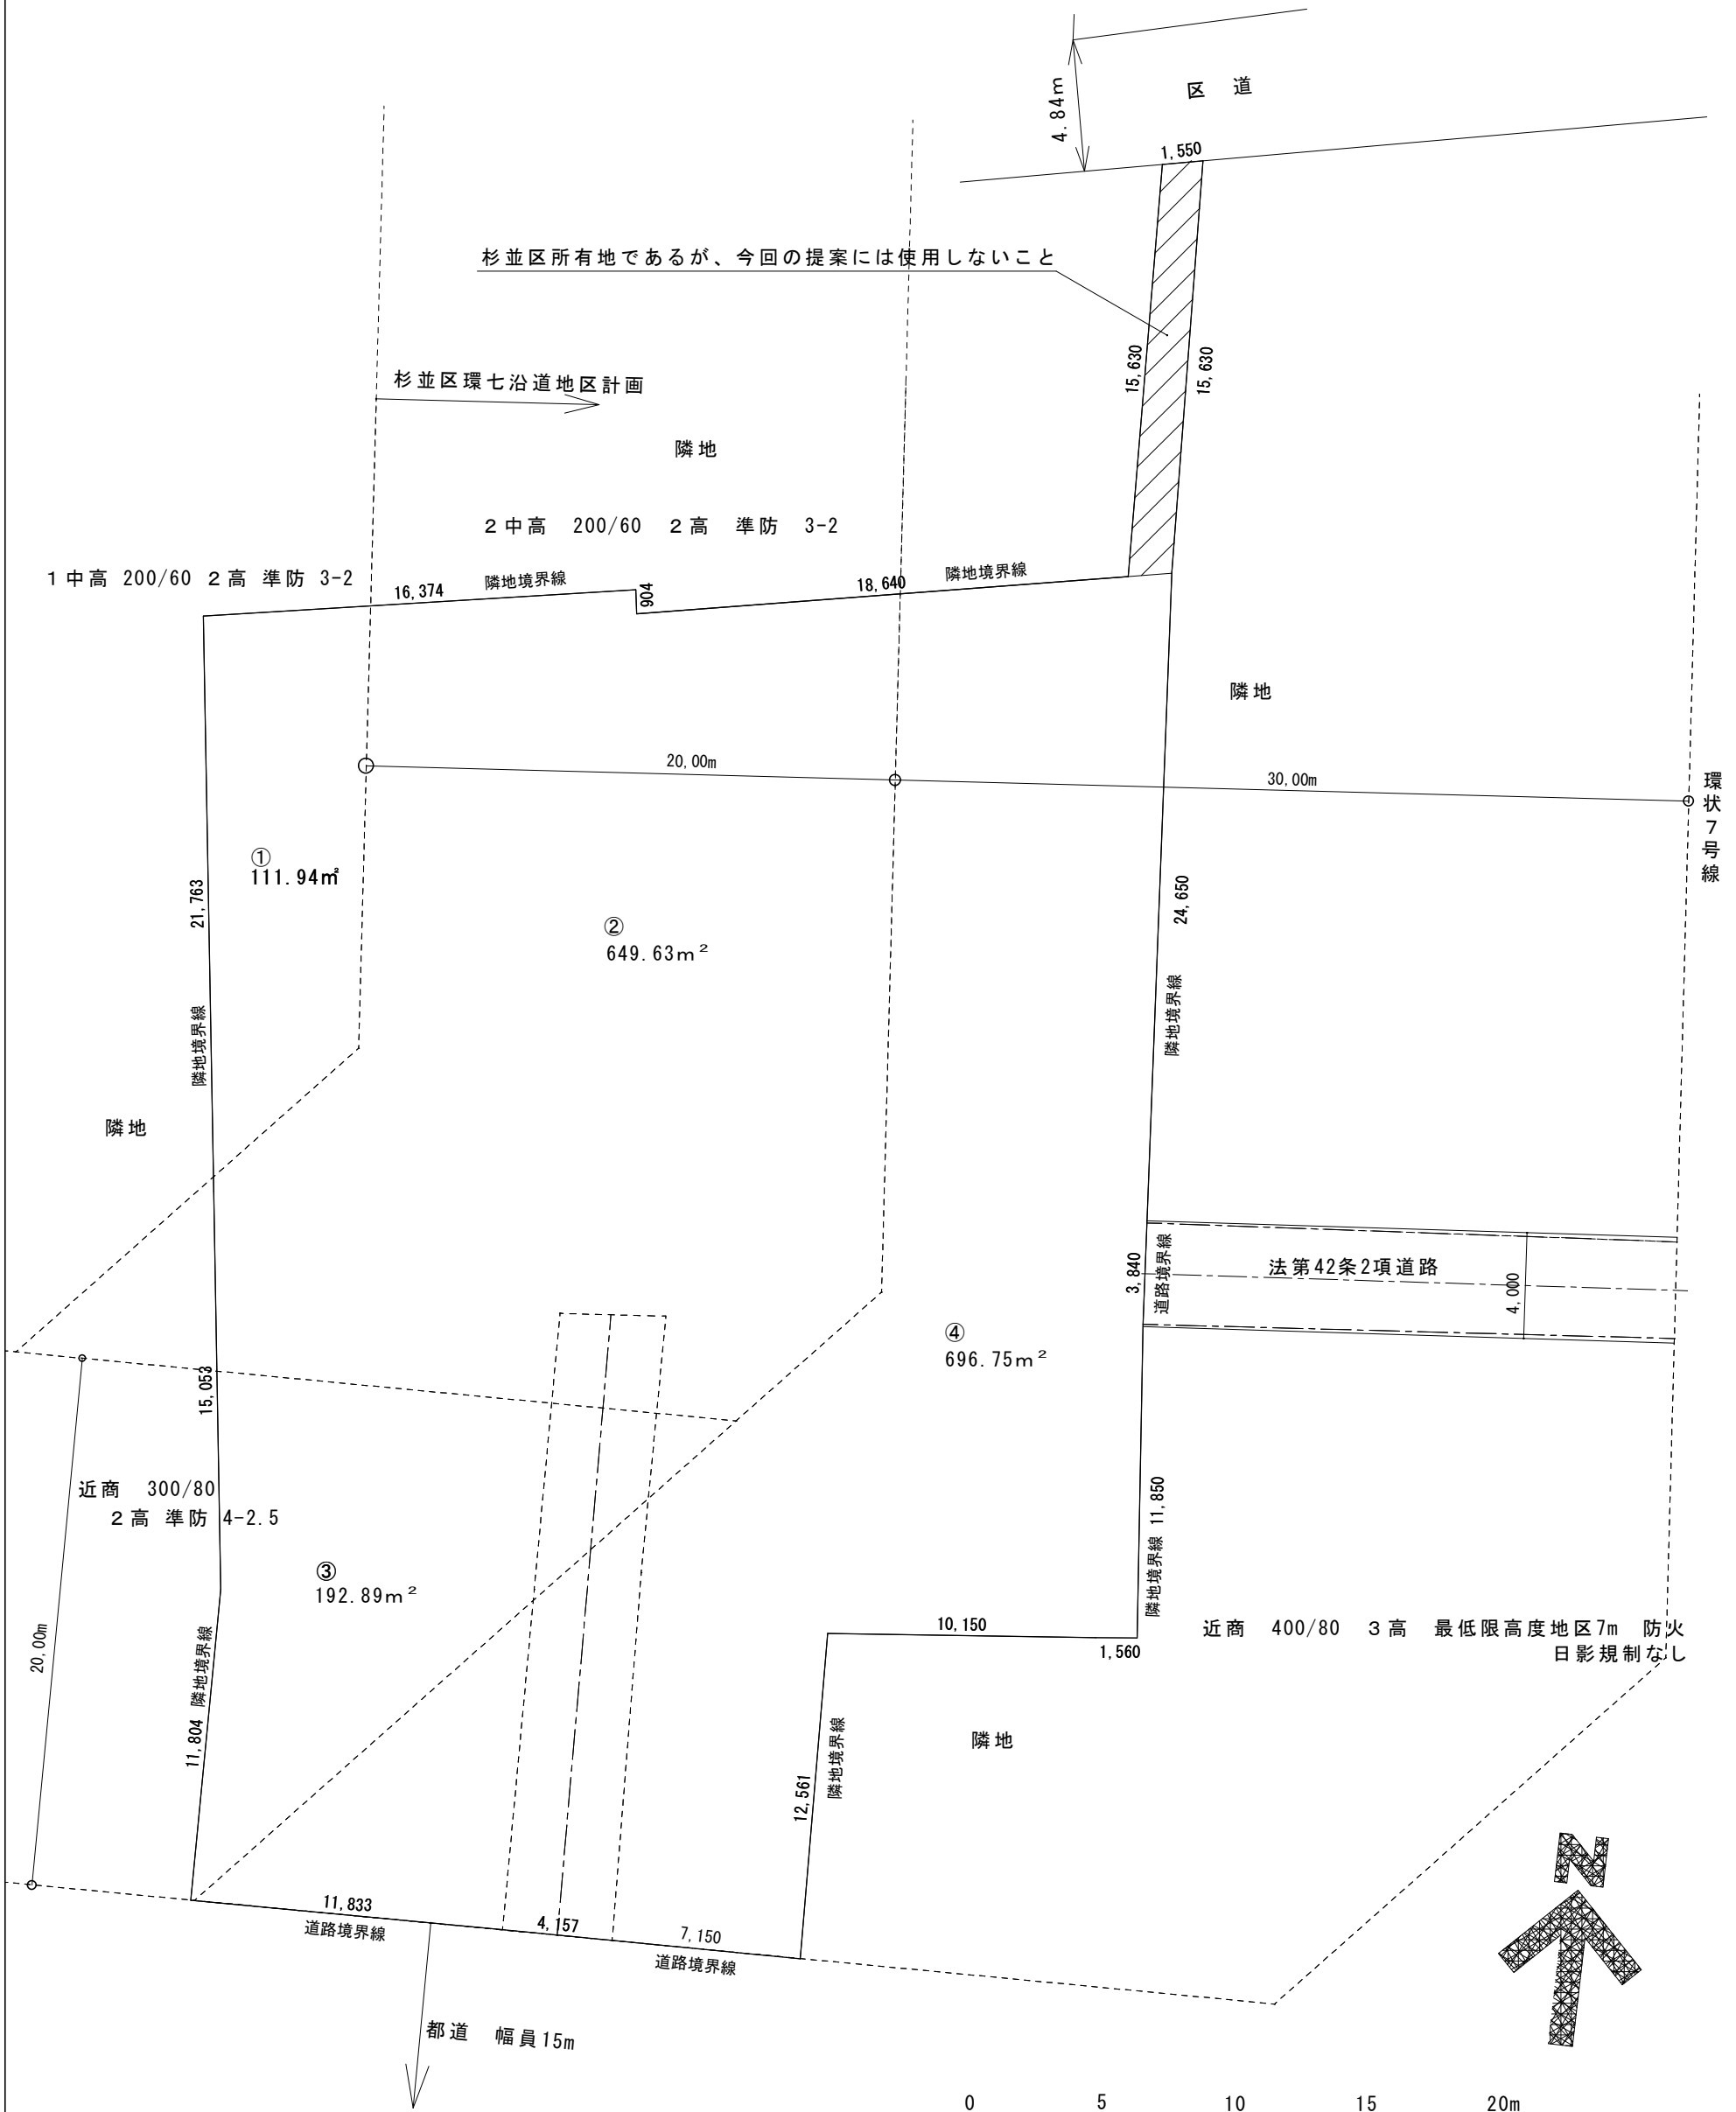 4.84m
区 道
1,550
杉並区所有地であるが、今回の提案には使用しないこと
15,630
15,630
杉並区環七沿道地区計画
隣地
2中高 200/60 2高 準防 3-2
1中高 200/60 2高 準防 3-2
16,374
隣地境界線
904
18,640
隣地境界線
隣地
20,00m
30,00m
環状7号線
①
111.94㎡
21,763
②
649.63m²
24,650
隣地境界線
隣地境界線
隣地
3,840
道路境界線
法第42条2項道路
4,000
④
696.75m²
15,053
近商 300/80
2高 準防 4-2.5
11,850
隣地境界線
③
192.89m²
20,00m
10,150
1,560
近商 400/80 3高 最低限高度地区7m 防火
日影規制なし
隣地境界線
11,804
隣地境界線
12,561
隣地
N
11,833
道路境界線
4,157
7,150
道路境界線
都道 幅員15m
0 5 10 15 20m